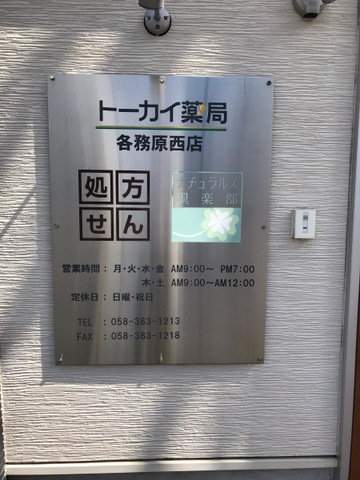 トーカイ薬局
各務原西店
処方
せん
ナチュラルズ
倶楽部
営業時間：月・火・水・金 AM9:00～ PM7:00
木・土 AM9:00～AM12:00
定休日：日曜・祝日
TEL : 058-383-1213
FAX : 058-383-1218